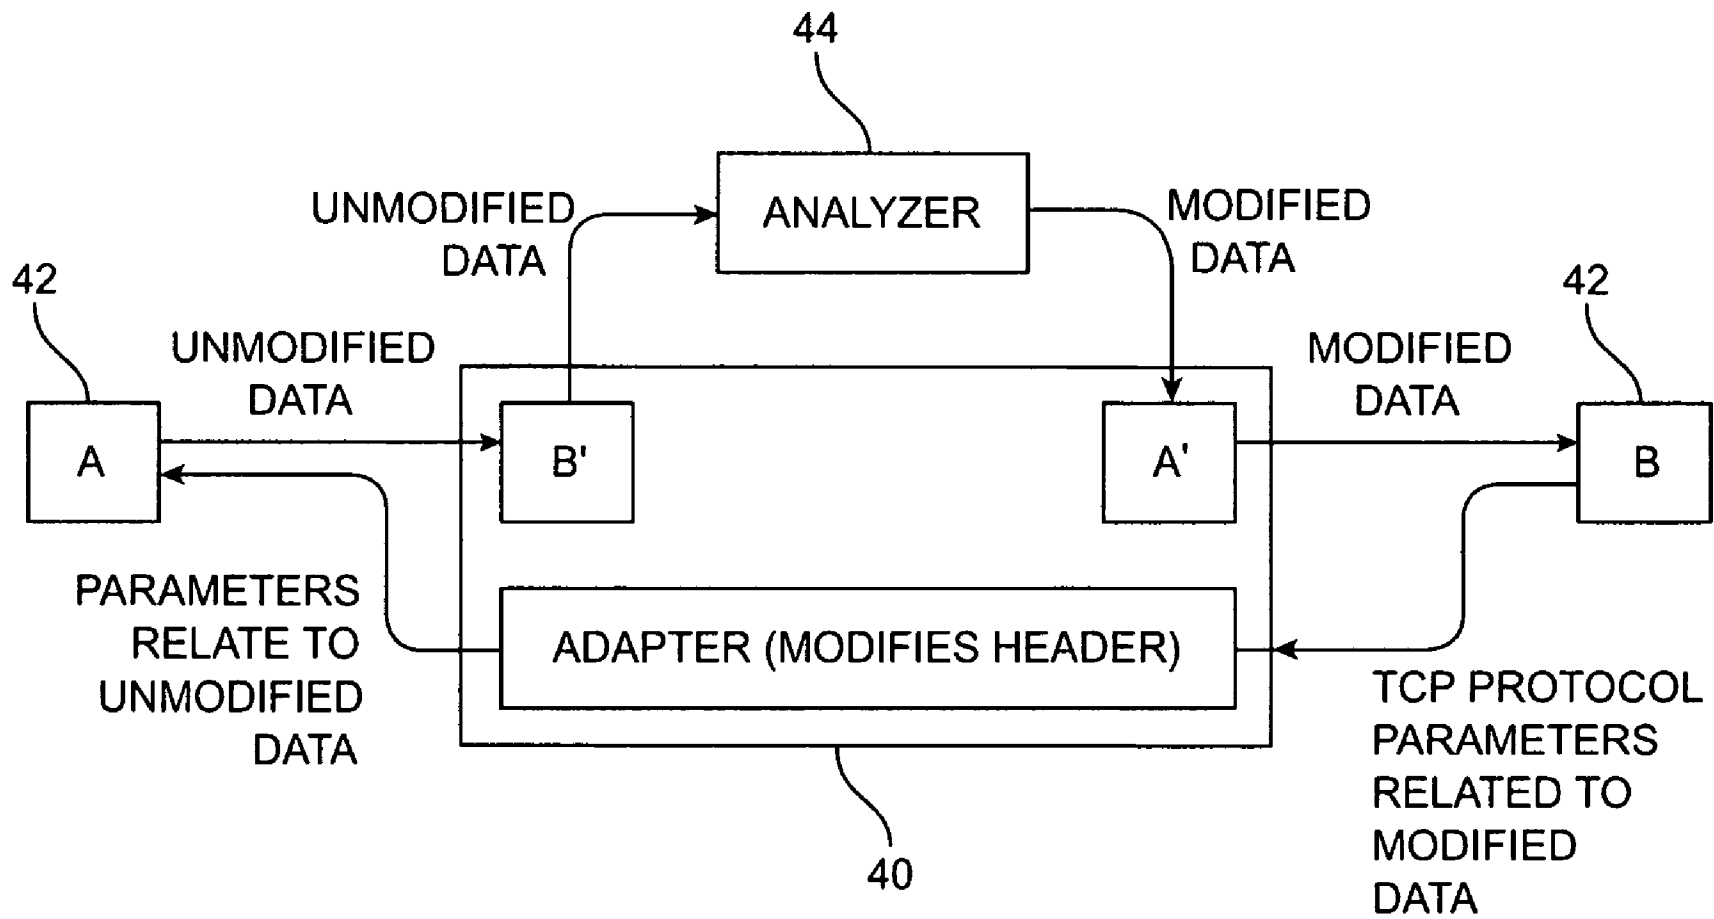 44
UNMODIFIED
DATA
ANALYZER
MODIFIED
DATA
42
42
UNMODIFIED
DATA
MODIFIED
DATA
A
B'
A'
B
PARAMETERS
RELATE TO
UNMODIFIED
DATA
ADAPTER (MODIFIES HEADER)
TCP PROTOCOL
PARAMETERS
RELATED TO
MODIFIED
DATA
40